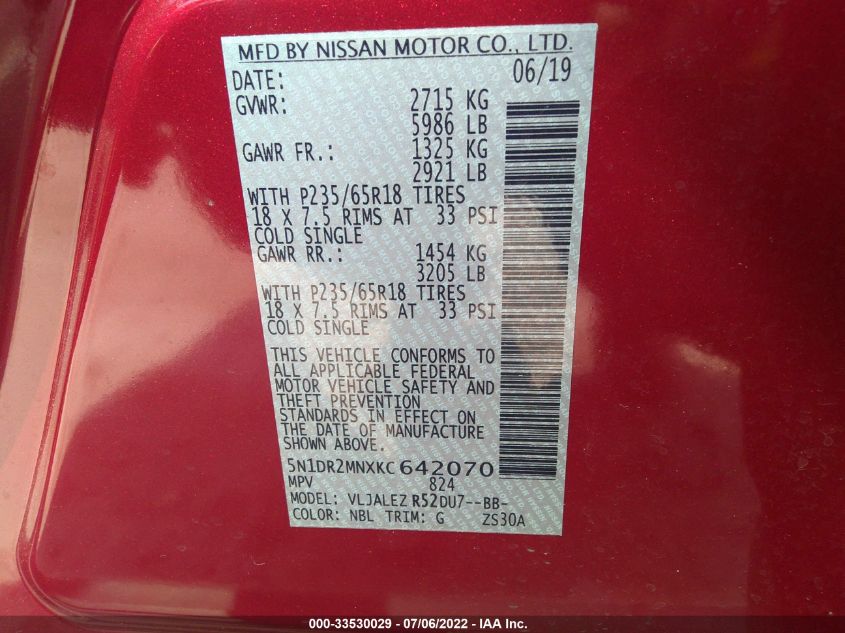 MFD BY NISSAN MOTOR CO., LTD.
DATE: 06/19
GVWR: 2715 KG
5986 LB
GAWR FR.: 1325 KG
2921 LB
WITH P235/65R18 TIRES
18 X 7.5 RIMS AT 33 PSI
COLD SINGLE
GAWR RR.: 1454 KG
3205 LB
WITH P235/65R18 TIRES
18 X 7.5 RIMS AT 33 PSI
COLD SINGLE
THIS VEHICLE CONFORMS TO
ALL APPLICABLE FEDERAL
MOTOR VEHICLE SAFETY AND
THEFT PREVENTION
STANDARDS IN EFFECT ON
THE DATE OF MANUFACTURE
SHOWN ABOVE.
5N1DR2MNXKC642070
MPV 824
MODEL: VLJALEZ R52DU7--BB-
COLOR: NBL TRIM: G ZS30A
000-33530029 - 07/06/2022 - IAA Inc.